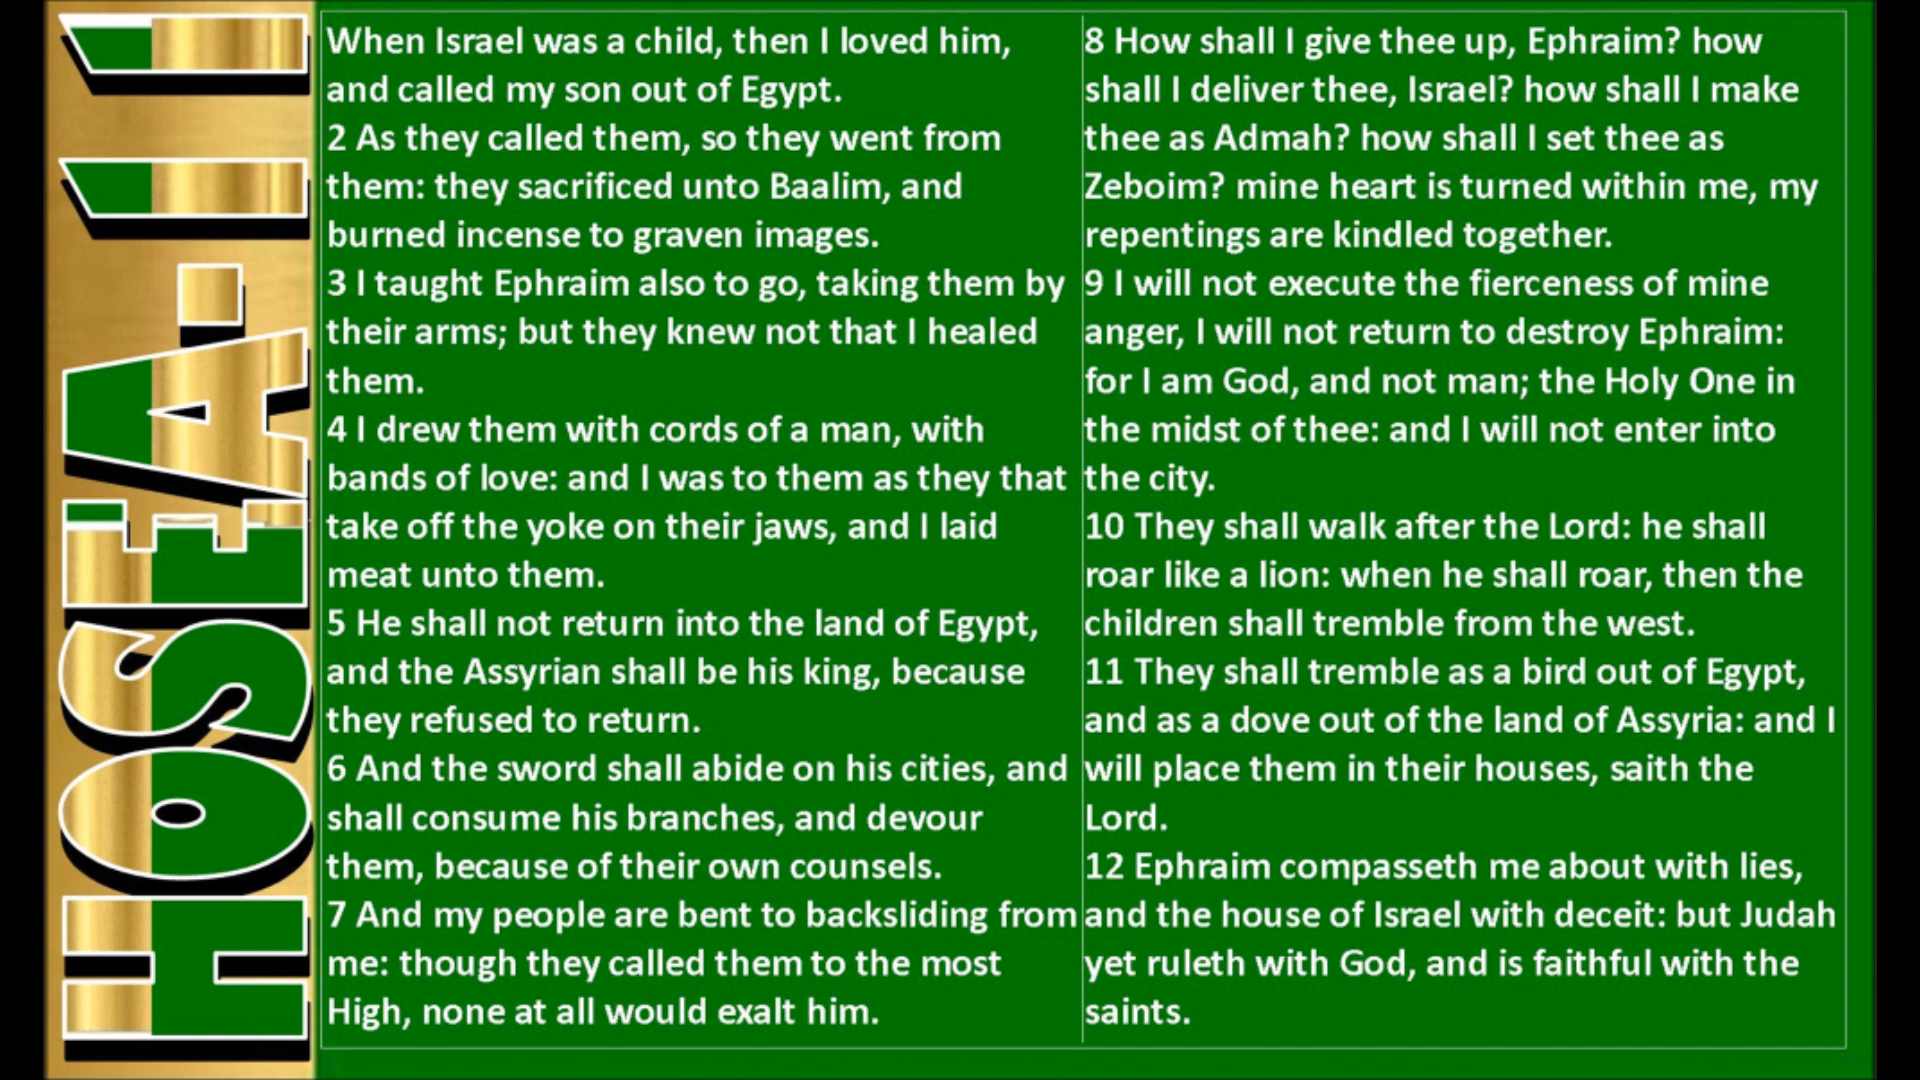 HOSEA. 11
When Israel was a child, then I loved him,
and called my son out of Egypt.
2 As they called them, so they went from
them: they sacrificed unto Baalim, and
burned incense to graven images.
3 I taught Ephraim also to go, taking them by
their arms; but they knew not that I healed
them.
4 I drew them with cords of a man, with
bands of love: and I was to them as they that
take off the yoke on their jaws, and I laid
meat unto them.
5 He shall not return into the land of Egypt,
and the Assyrian shall be his king, because
they refused to return.
6 And the sword shall abide on his cities, and
shall consume his branches, and devour
them, because of their own counsels.
7 And my people are bent to backsliding from
me: though they called them to the most
High, none at all would exalt him.
8 How shall I give thee up, Ephraim? how
shall I deliver thee, Israel? how shall I make
thee as Admah? how shall I set thee as
Zeboim? mine heart is turned within me, my
repentings are kindled together.
9 I will not execute the fierceness of mine
anger, I will not return to destroy Ephraim:
for I am God, and not man; the Holy One in
the midst of thee: and I will not enter into
the city.
10 They shall walk after the Lord: he shall
roar like a lion: when he shall roar, then the
children shall tremble from the west.
11 They shall tremble as a bird out of Egypt,
and as a dove out of the land of Assyria: and I
will place them in their houses, saith the
Lord.
12 Ephraim compasseth me about with lies,
and the house of Israel with deceit: but Judah
yet ruleth with God, and is faithful with the
saints.